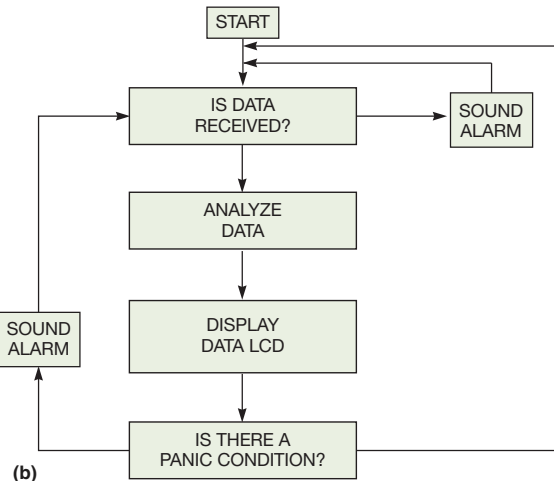 START
IS DATA
RECEIVED?
SOUND
ALARM
ANALYZE
DATA
DISPLAY
DATA LCD
SOUND
ALARM
IS THERE A
PANIC CONDITION?
(b)